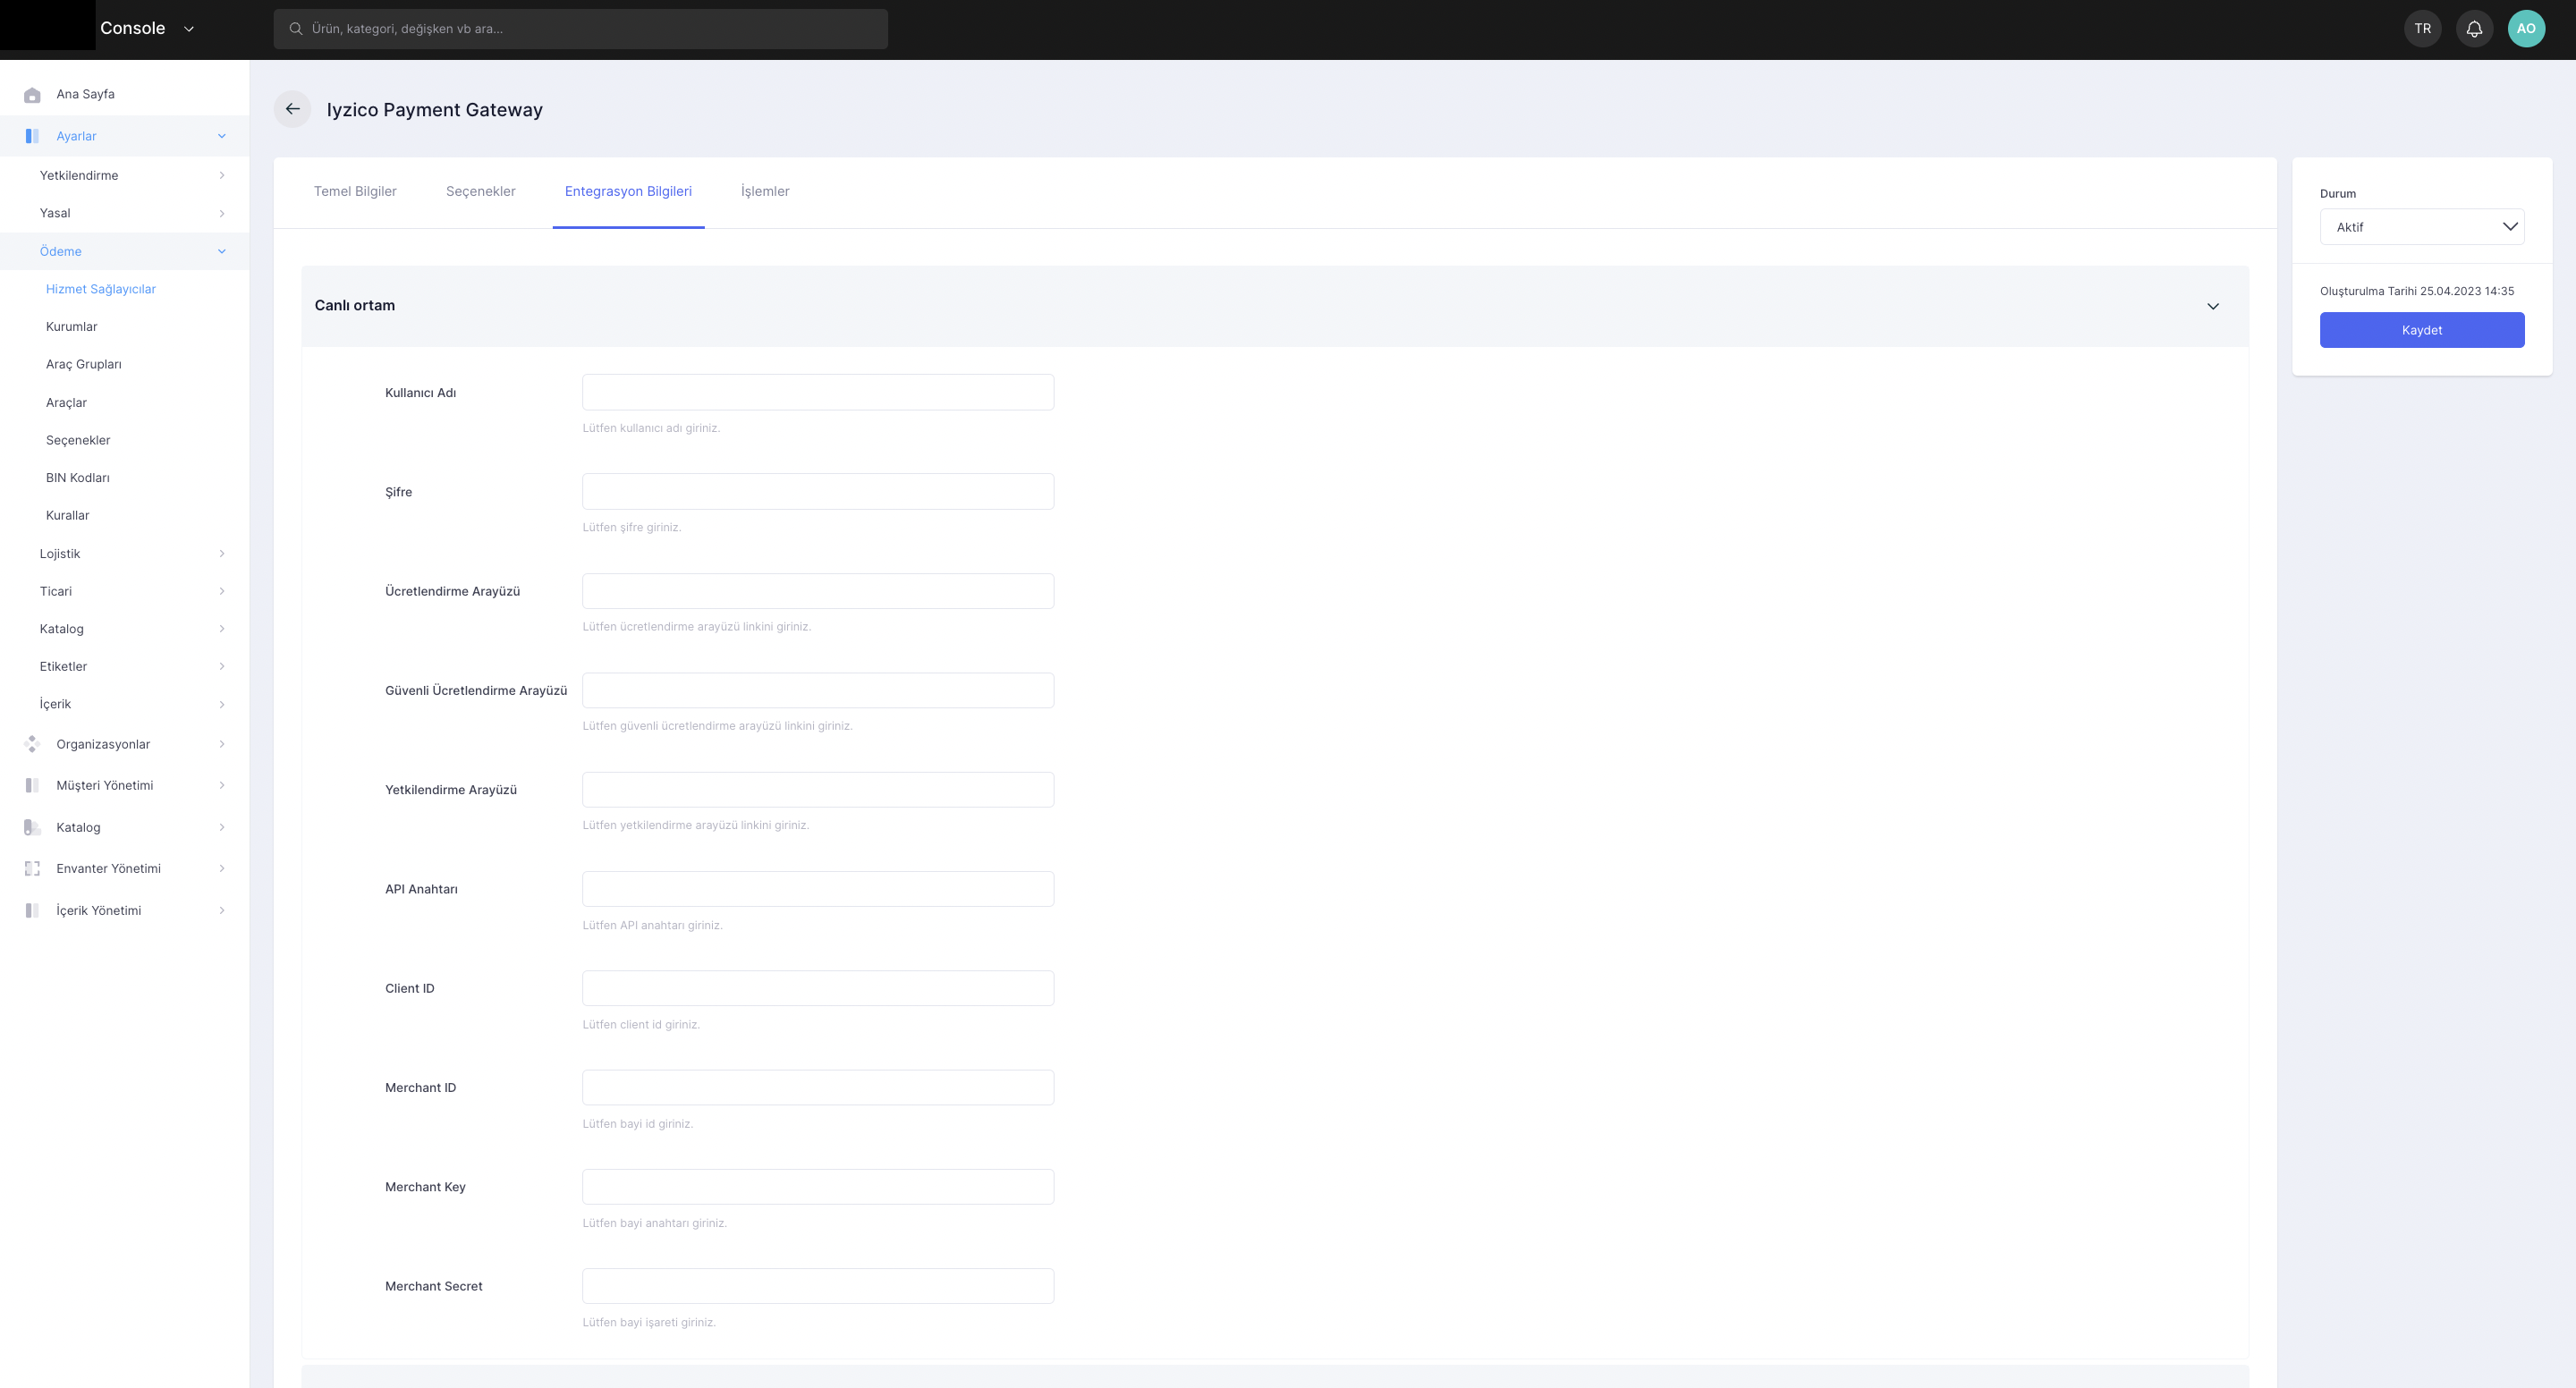 Console
Ürün, kategori, değişken vb ara...
TR
AO
Ana Sayfa
Ayarlar
Yetkilendirme
Yasal
Ödeme
Hizmet Sağlayıcılar
Kurumlar
Araç Grupları
Araçlar
Seçenekler
BIN Kodları
Kurallar
Lojistik
Ticari
Katalog
Etiketler
İçerik
Organizasyonlar
Müşteri Yönetimi
Katalog
Envanter Yönetimi
İçerik Yönetimi
Iyzico Payment Gateway
Temel Bilgiler
Seçenekler
Entegrasyon Bilgileri
İşlemler
Canlı ortam
Kullanıcı Adı
Lütfen kullanıcı adı giriniz.
Şifre
Lütfen şifre giriniz.
Ücretlendirme Arayüzü
Lütfen ücretlendirme arayüzü linkini giriniz.
Güvenli Ücretlendirme Arayüzü
Lütfen güvenli ücretlendirme arayüzü linkini giriniz.
Yetkilendirme Arayüzü
Lütfen yetkilendirme arayüzü linkini giriniz.
API Anahtarı
Lütfen API anahtarı giriniz.
Client ID
Lütfen client id giriniz.
Merchant ID
Lütfen bayi id giriniz.
Merchant Key
Lütfen bayi anahtarı giriniz.
Merchant Secret
Lütfen bayi işareti giriniz.
Durum
Aktif
Oluşturulma Tarihi 25.04.2023 14:35
Kaydet